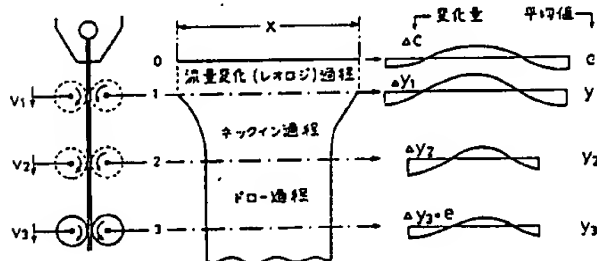 変化量 平均値
X
ΔC
0 c
流量変化(レオロジ)過程
Δy₁
V₁ 1 y
ネックイン過程
Δy₂
V₂ 2 y₂
ドロー過程
Δy₃・e
V₃ 3 y₃